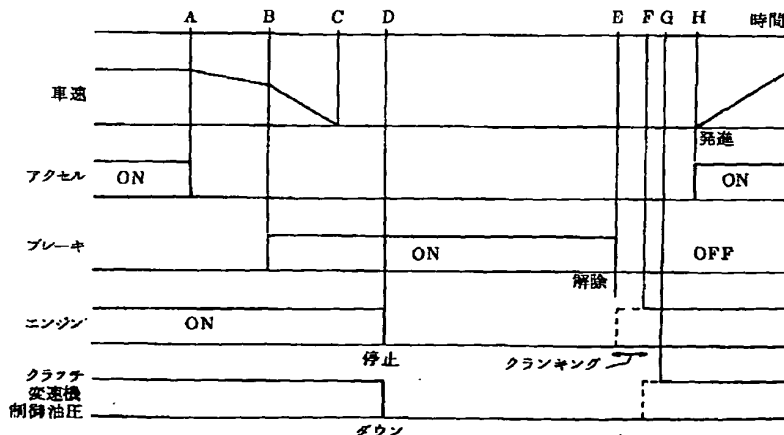 A B C D E F G H 時間
車速
発進
アクセル ON ON
ブレーキ ON OFF
解除
エンジン ON
停止 クランキング
クラッチ
変速機
制御油圧
ダウン